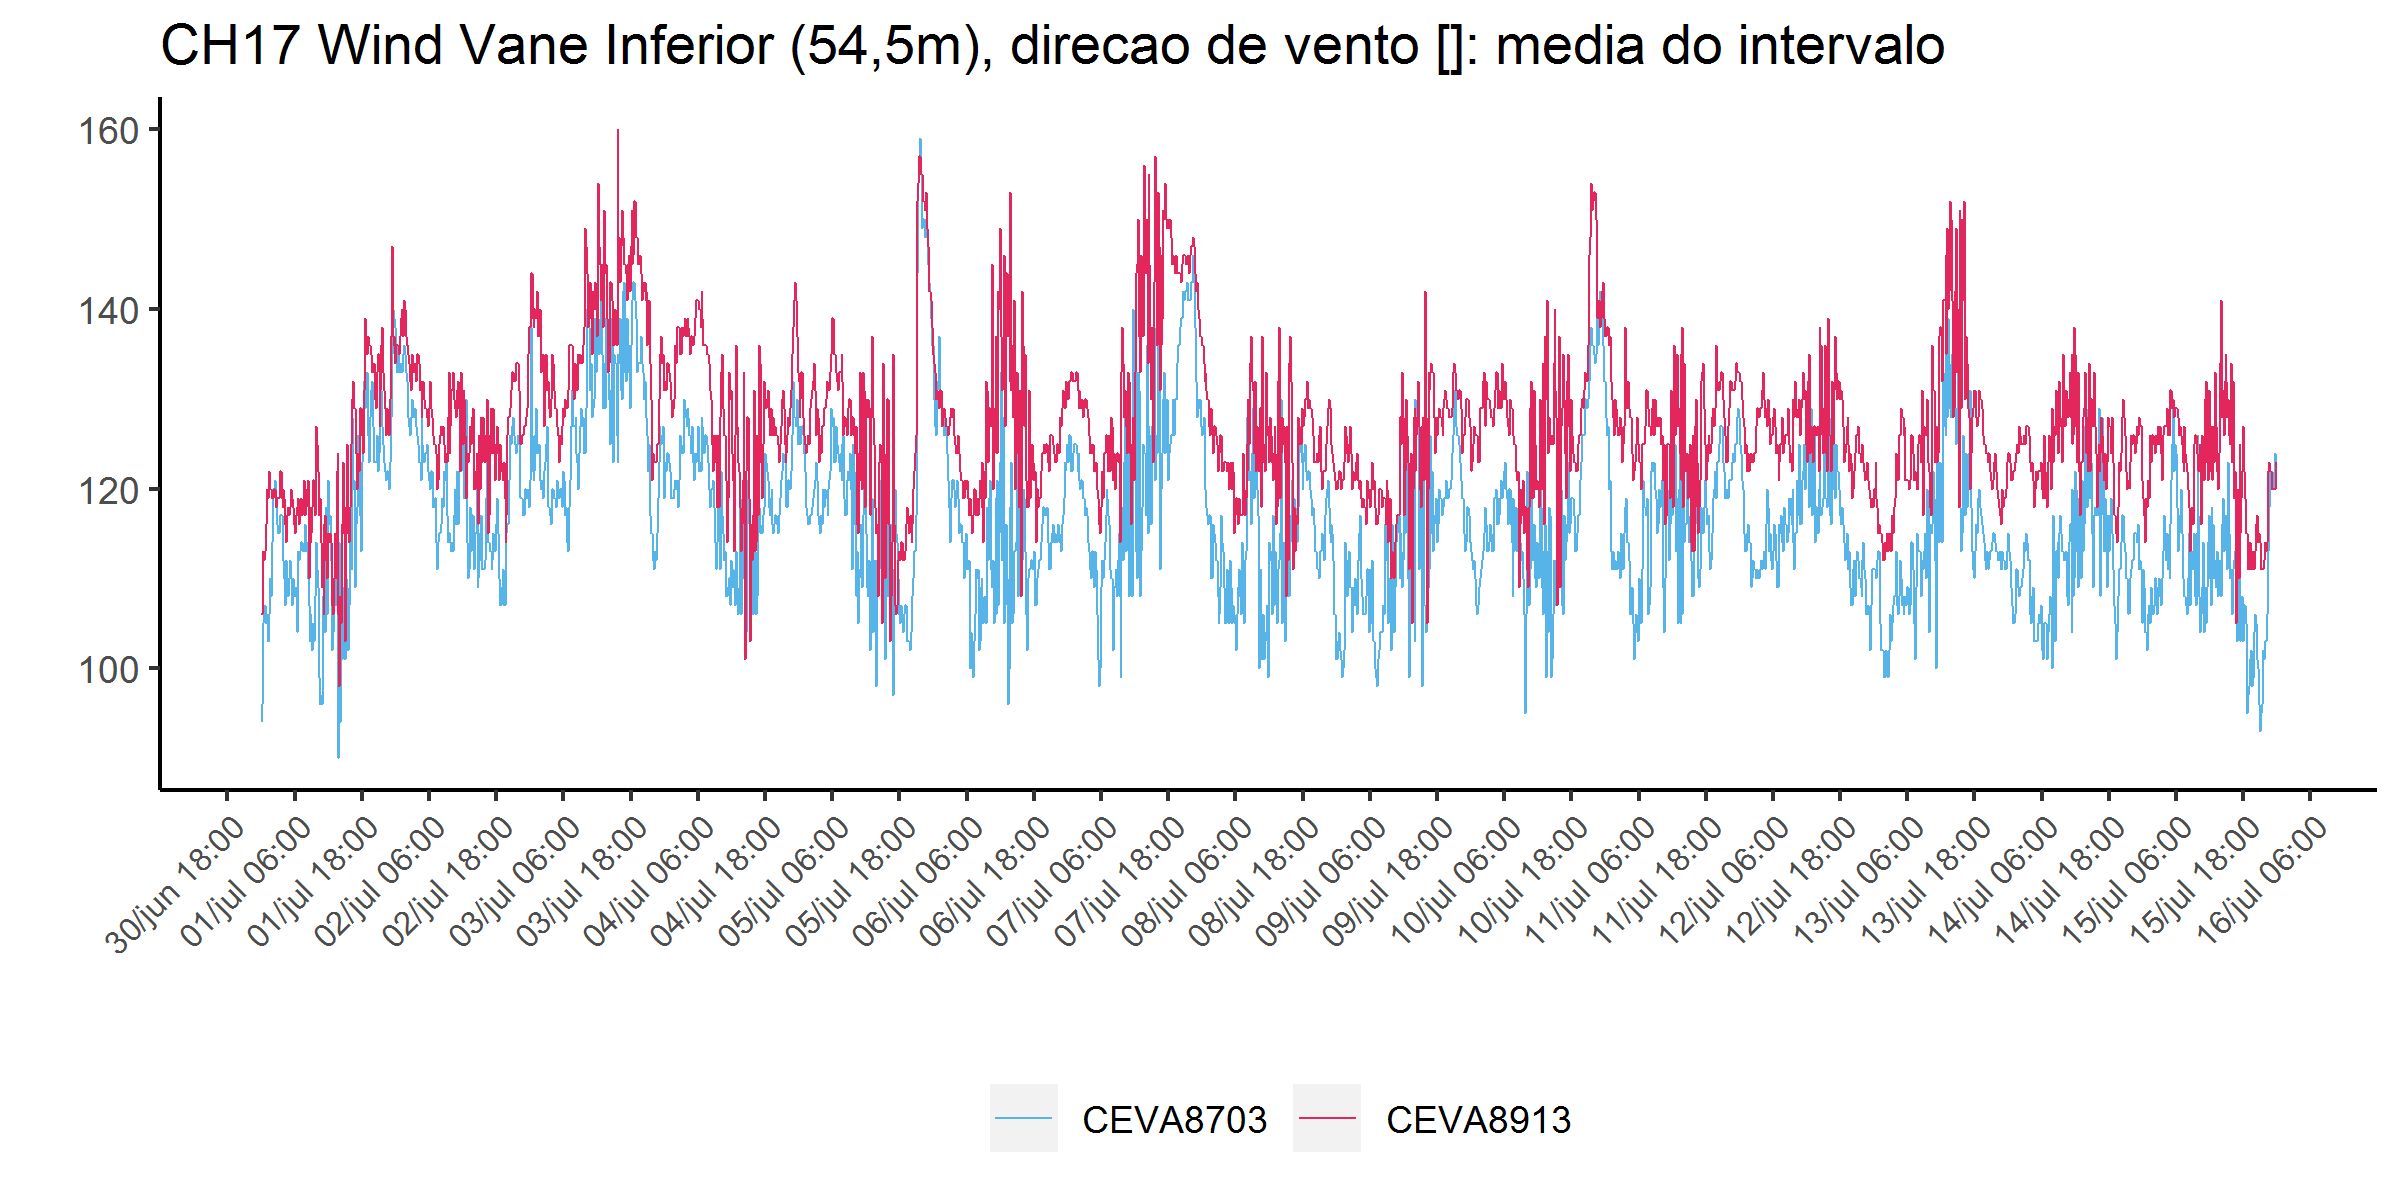 CH17 Wind Vane Inferior (54,5m), direcao de vento []: media do intervalo
160
140
120
100
30/jun 18:00
01/jul 06:00
01/jul 18:00
02/jul 06:00
02/jul 18:00
03/jul 06:00
03/jul 18:00
04/jul 06:00
04/jul 18:00
05/jul 06:00
05/jul 18:00
06/jul 06:00
06/jul 18:00
07/jul 06:00
07/jul 18:00
08/jul 06:00
08/jul 18:00
09/jul 06:00
09/jul 18:00
10/jul 06:00
10/jul 18:00
11/jul 06:00
11/jul 18:00
12/jul 06:00
12/jul 18:00
13/jul 06:00
13/jul 18:00
14/jul 06:00
14/jul 18:00
15/jul 06:00
15/jul 18:00
16/jul 06:00
CEVA8703 CEVA8913